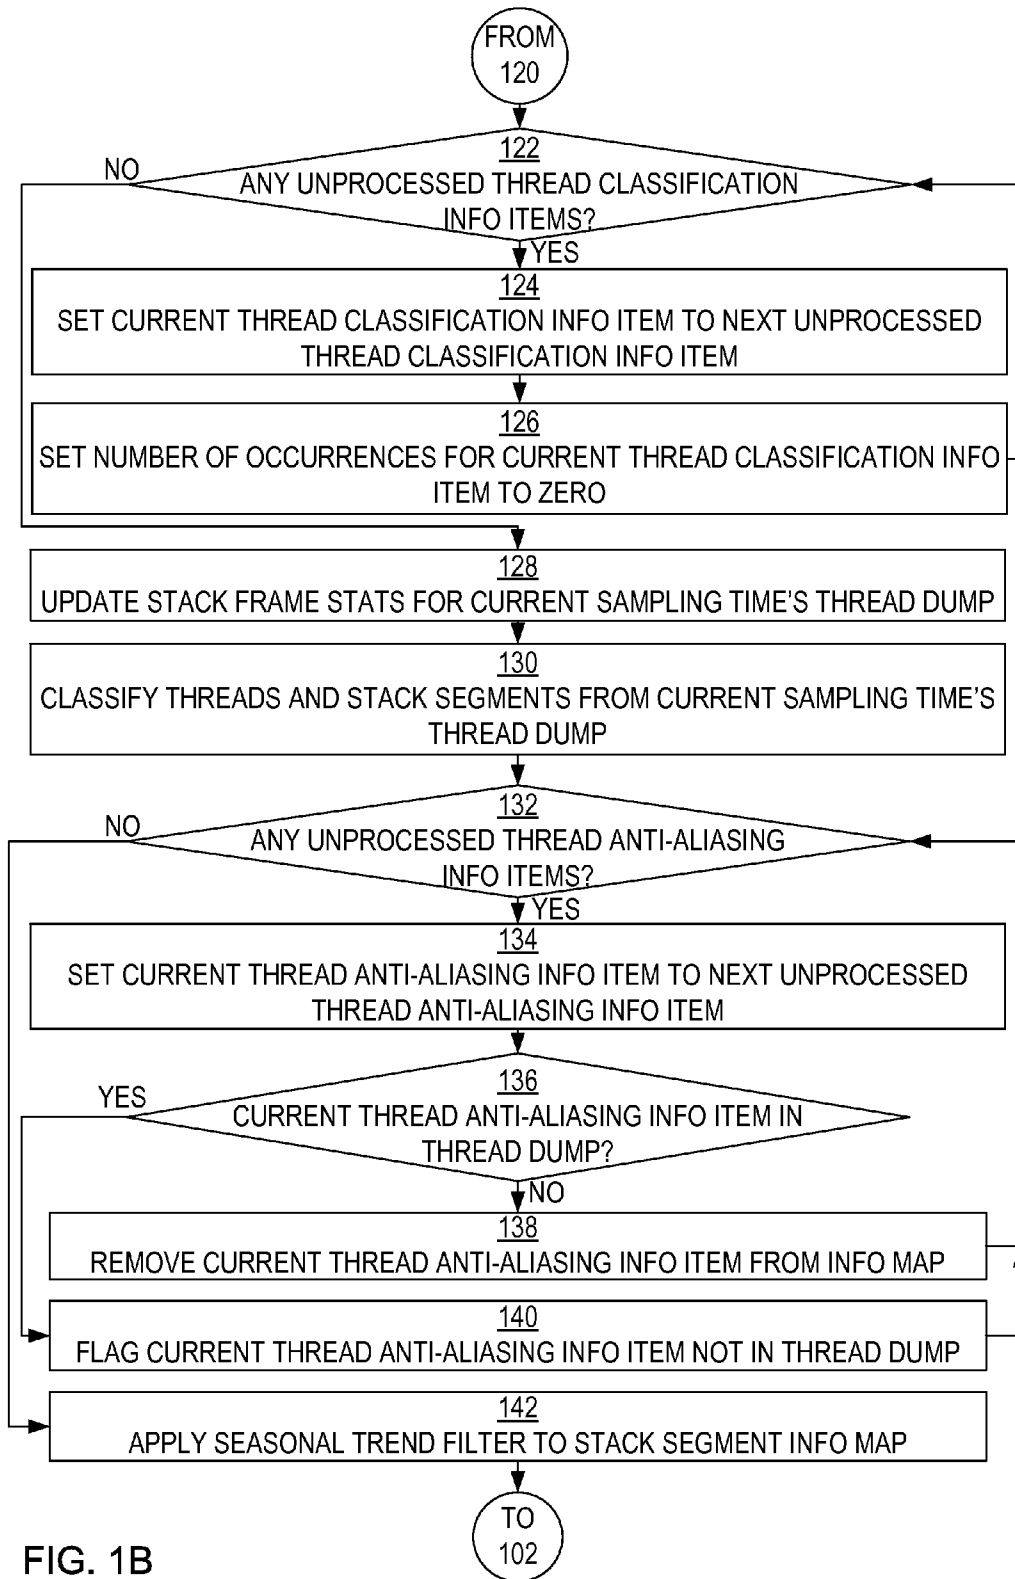 FROM
120
122
NO
ANY UNPROCESSED THREAD CLASSIFICATION
INFO ITEMS?
YES
124
SET CURRENT THREAD CLASSIFICATION INFO ITEM TO NEXT UNPROCESSED
THREAD CLASSIFICATION INFO ITEM
126
SET NUMBER OF OCCURRENCES FOR CURRENT THREAD CLASSIFICATION INFO
ITEM TO ZERO
128
UPDATE STACK FRAME STATS FOR CURRENT SAMPLING TIME'S THREAD DUMP
130
CLASSIFY THREADS AND STACK SEGMENTS FROM CURRENT SAMPLING TIME'S
THREAD DUMP
132
NO
ANY UNPROCESSED THREAD ANTI-ALIASING
INFO ITEMS?
YES
134
SET CURRENT THREAD ANTI-ALIASING INFO ITEM TO NEXT UNPROCESSED
THREAD ANTI-ALIASING INFO ITEM
136
YES
CURRENT THREAD ANTI-ALIASING INFO ITEM IN
THREAD DUMP?
NO
138
REMOVE CURRENT THREAD ANTI-ALIASING INFO ITEM FROM INFO MAP
140
FLAG CURRENT THREAD ANTI-ALIASING INFO ITEM NOT IN THREAD DUMP
142
APPLY SEASONAL TREND FILTER TO STACK SEGMENT INFO MAP
TO
102
FIG. 1B